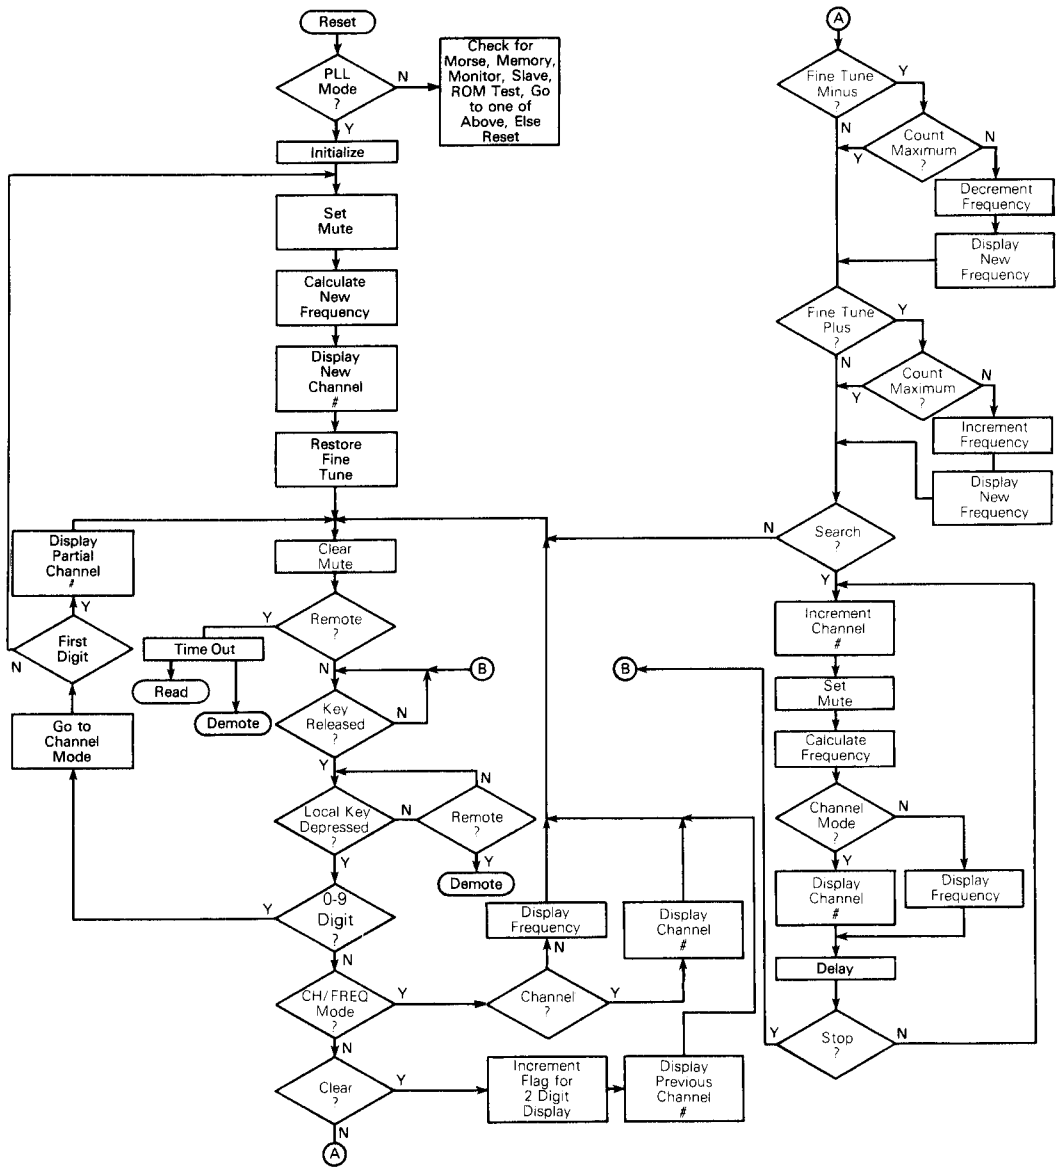 Reset
PLL
Mode
?
N
Y
Check for
Morse, Memory,
Monitor, Slave,
ROM Test, Go
to one of
Above, Else
Reset
Initialize
Set
Mute
Calculate
New
Frequency
Display
New
Channel
#
Restore
Fine
Tune
Display
Partial
Channel
#
Y
First
Digit
N
Go to
Channel
Mode
Clear
Mute
Remote
?
Y
N
Time Out
Read
Demote
B
Key
Released
?
N
Y
Local Key
Depressed
?
N
Y
Remote
?
N
Y
Demote
0-9
Digit
?
Y
N
CH/FREQ
Mode
?
Y
N
Channel
?
N
Y
Display
Frequency
Display
Channel
#
Clear
?
Y
N
Increment
Flag for
2 Digit
Display
Display
Previous
Channel
#
A
A
Fine Tune
Minus
?
Y
N
Count
Maximum
?
N
Y
Decrement
Frequency
Display
New
Frequency
Fine Tune
Plus
?
Y
N
Count
Maximum
?
N
Y
Increment
Frequency
Display
New
Frequency
Search
?
N
Y
Increment
Channel
#
B
Set
Mute
Calculate
Frequency
Channel
Mode
?
N
Y
Display
Channel
#
Display
Frequency
Delay
Stop
?
Y
N